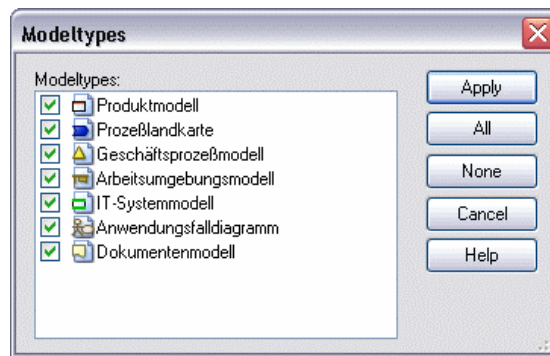 Modeltypes
Modeltypes:
Produktmodell
Prozeßlandkarte
Geschäftsprozeßmodell
Arbeitsumgebungsmodell
IT-Systemmodell
Anwendungsfalldiagramm
Dokumentenmodell
Apply
All
None
Cancel
Help